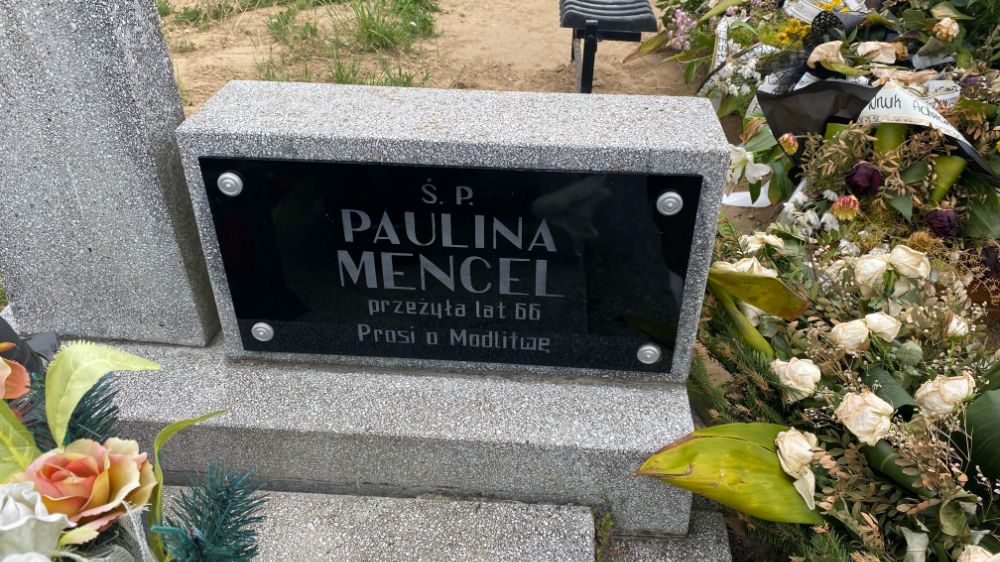 Ś. P.
PAULINA
MENCEL
przeżyła lat 66
Prosi o Modlitwę